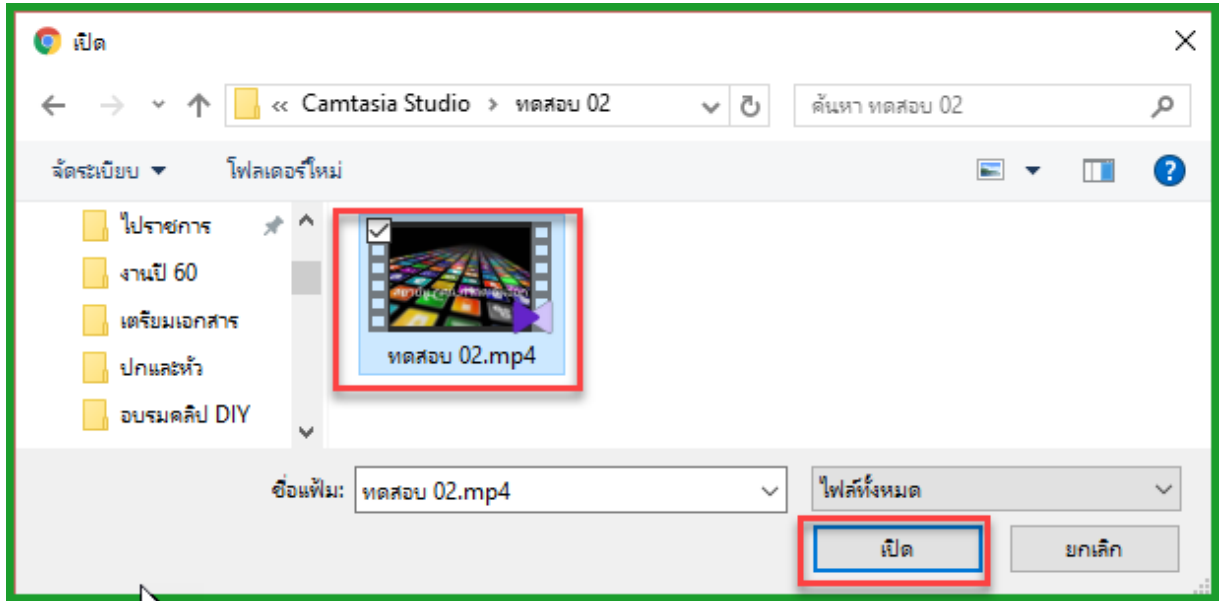 เปิด
« Camtasia Studio › ทดสอบ 02
ค้นหา ทดสอบ 02
จัดระเบียบ
โฟลเดอร์ใหม่
ไปราชการ
งานปี 60
เตรียมเอกสาร
ปกและหัว
อบรมคลิป DIY
ทดสอบ 02.mp4
ชื่อแฟ้ม: ทดสอบ 02.mp4
ไฟล์ทั้งหมด
เปิด
ยกเลิก